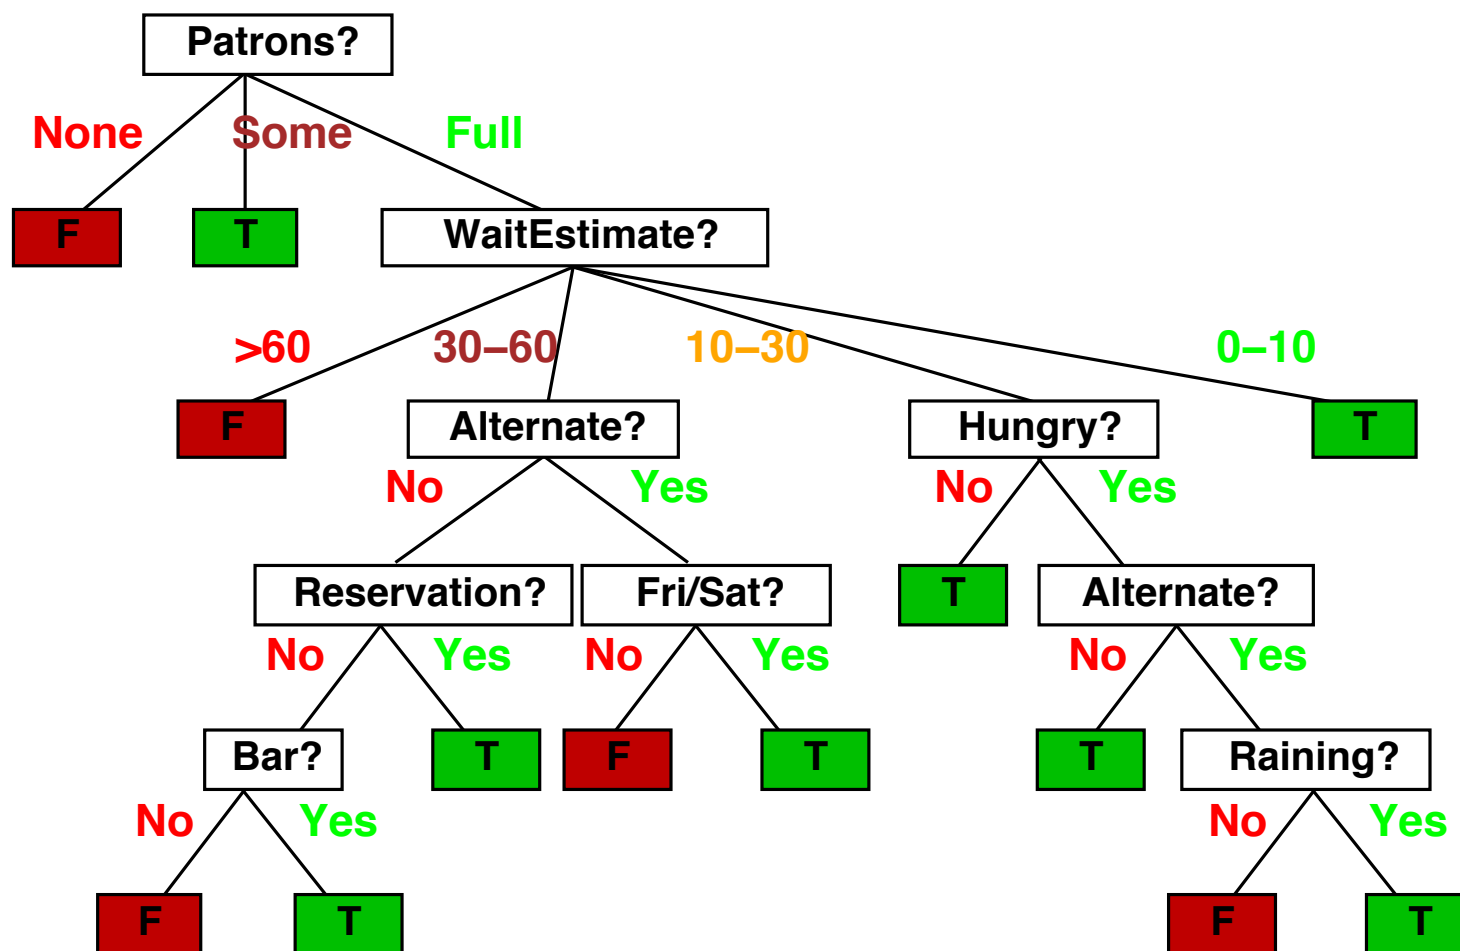 Patrons?
None Some Full
F T WaitEstimate?
>60 30–60 10–30 0–10
F Alternate? Hungry? T
No Yes No Yes
Reservation? Fri/Sat? T Alternate?
No Yes No Yes No Yes
Bar? T F T T Raining?
No Yes No Yes
F T F T